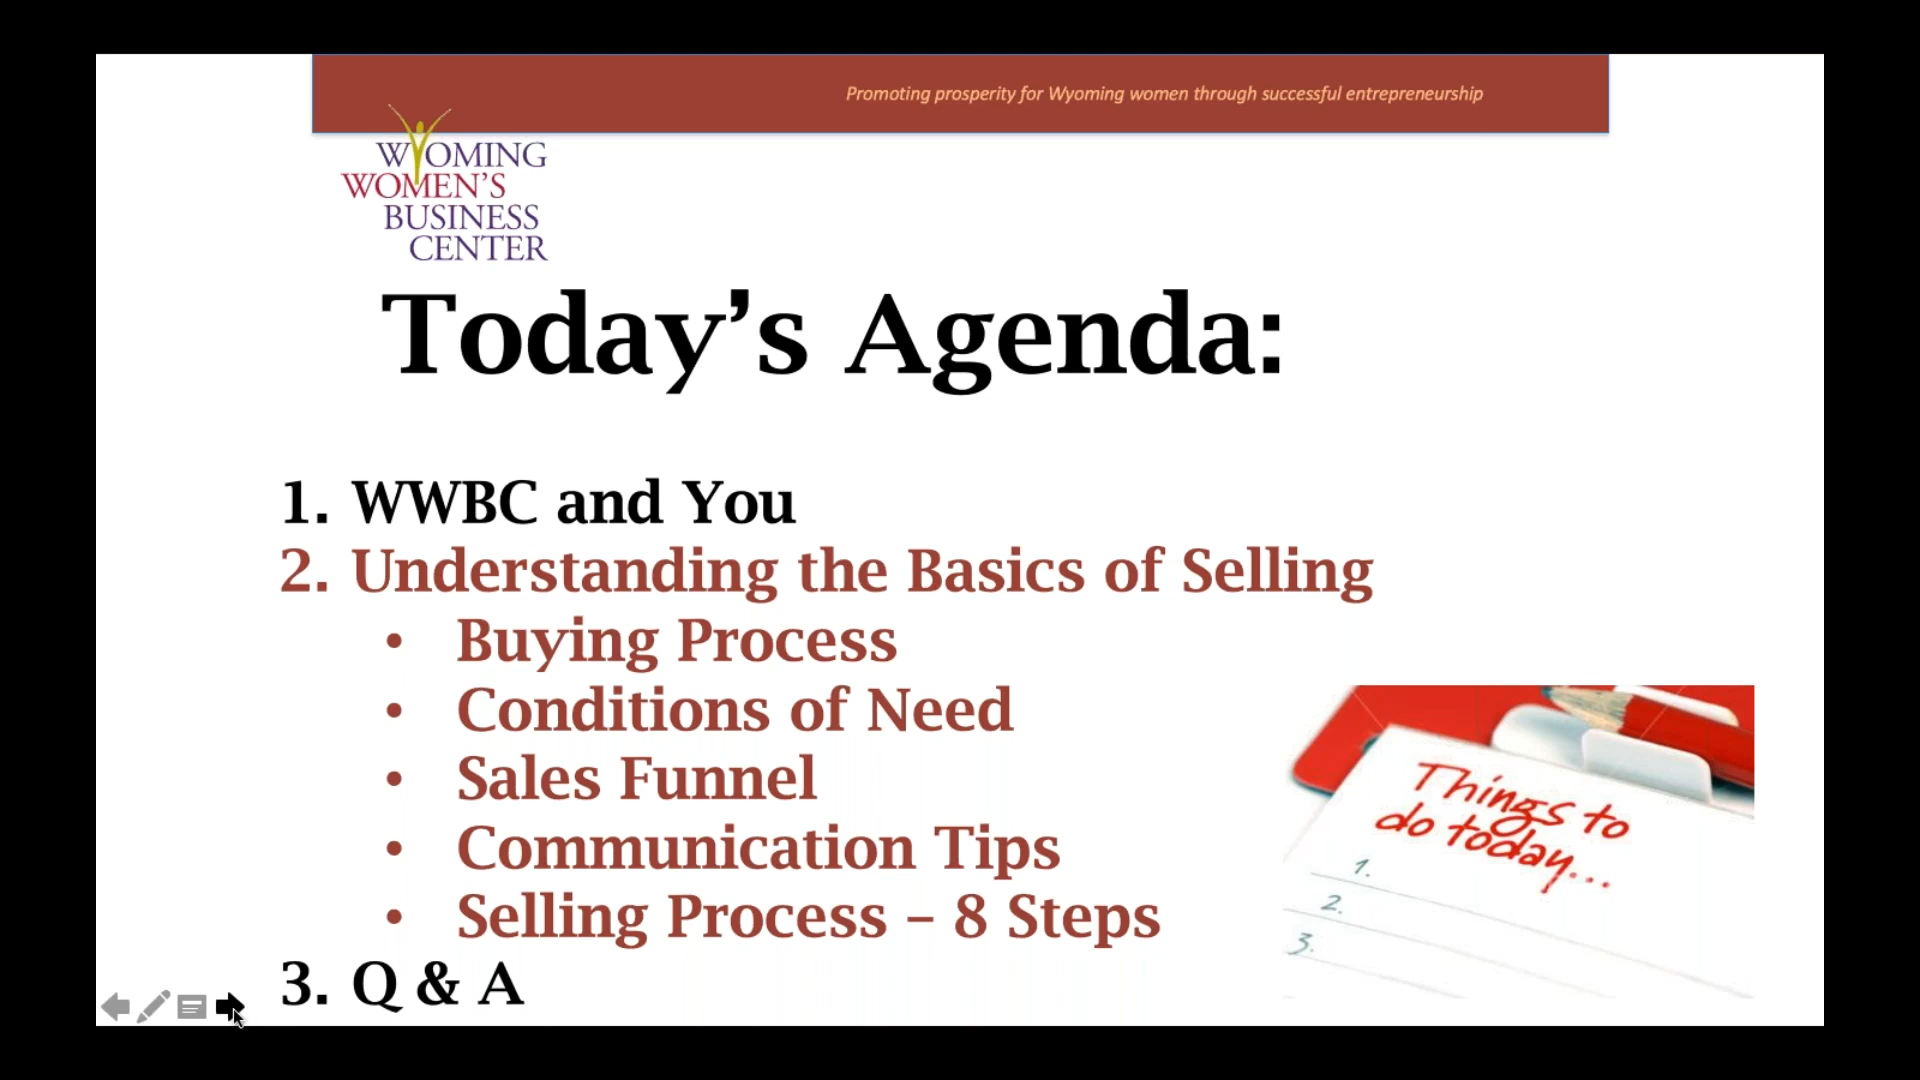 Promoting prosperity for Wyoming women through successful entrepreneurship
WYOMING
WOMEN'S
BUSINESS
CENTER
Today’s Agenda:
1. WWBC and You
2. Understanding the Basics of Selling
• Buying Process
• Conditions of Need
• Sales Funnel
• Communication Tips
• Selling Process – 8 Steps
3. Q & A
Things to
do today...
1.
2.
3.